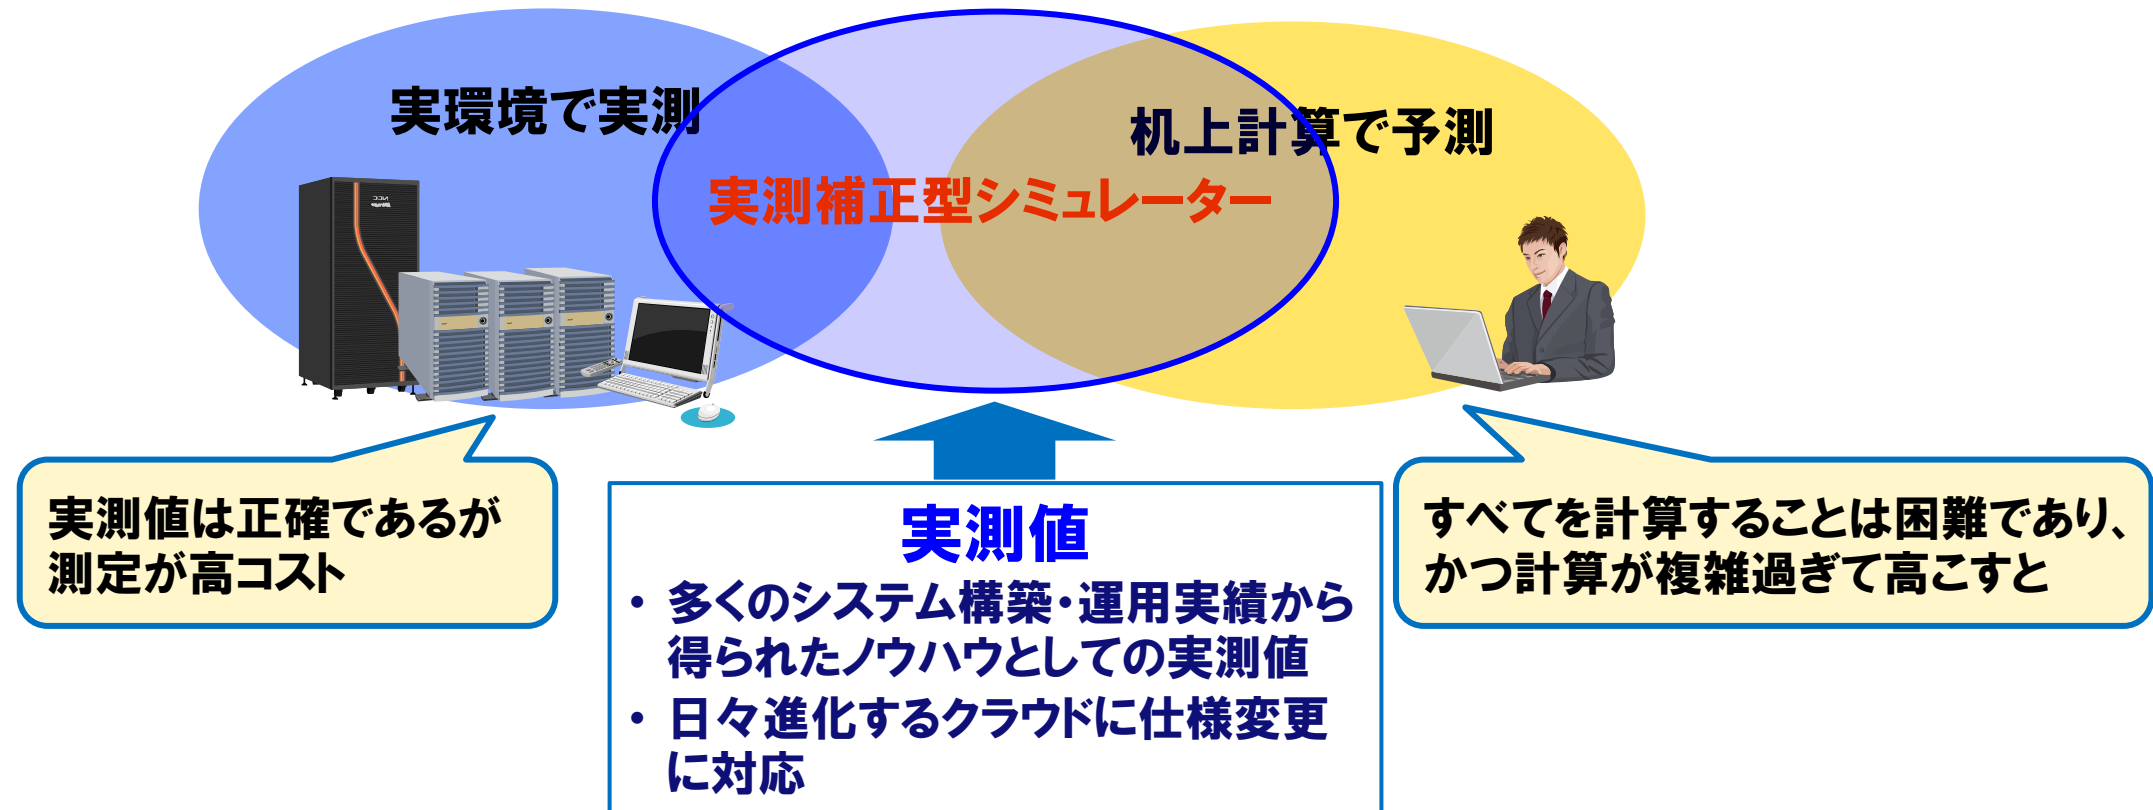 実環境で実測
机上計算で予測
実測補正型シミュレーター
実測値は正確であるが
測定が高コスト
実測値
・多くのシステム構築・運用実績から
得られたノウハウとしての実測値
・日々進化するクラウドに仕様変更
に対応
すべてを計算することは困難であり、
かつ計算が複雑過ぎて高こすと